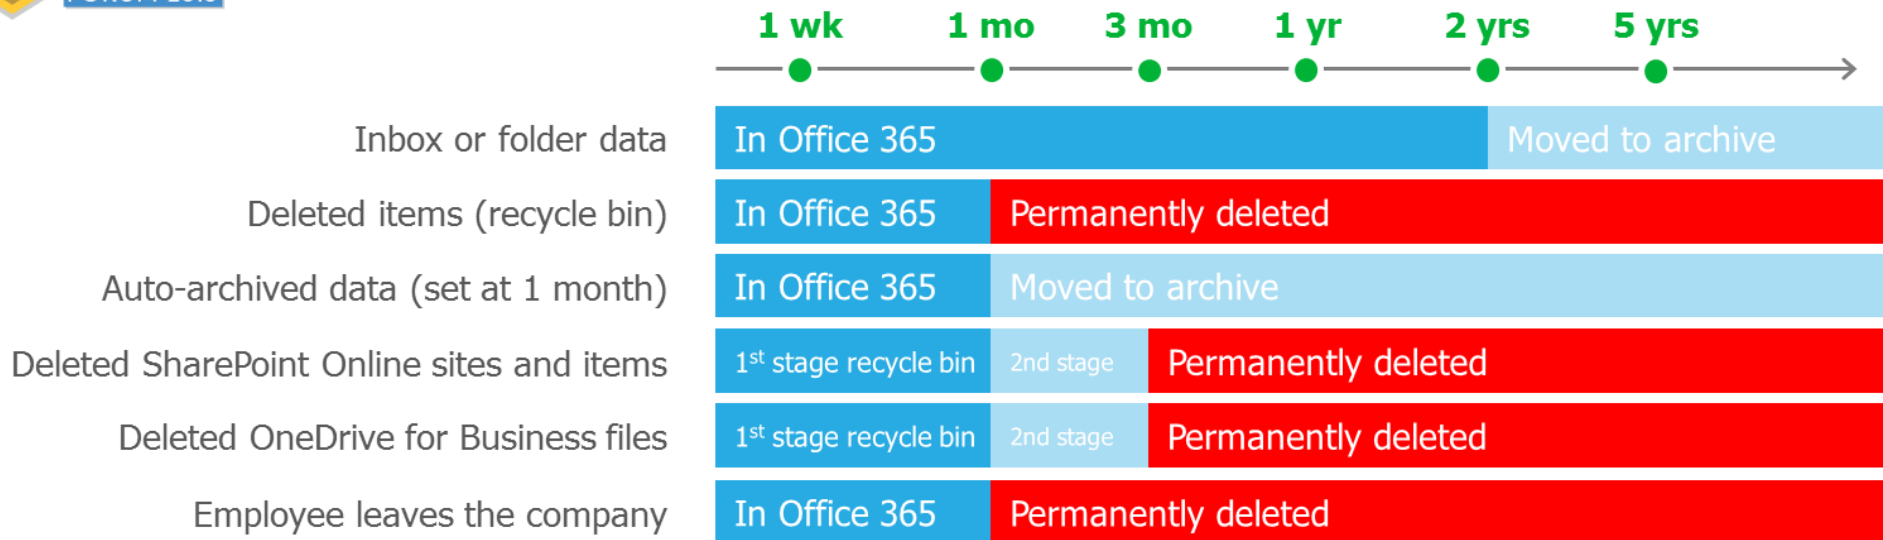 1 wk 1 mo 3 mo 1 yr 2 yrs 5 yrs
Inbox or folder data In Office 365 Moved to archive
Deleted items (recycle bin) In Office 365 Permanently deleted
Auto-archived data (set at 1 month) In Office 365 Moved to archive
Deleted SharePoint Online sites and items 1st stage recycle bin 2nd stage Permanently deleted
Deleted OneDrive for Business files 1st stage recycle bin 2nd stage Permanently deleted
Employee leaves the company In Office 365 Permanently deleted